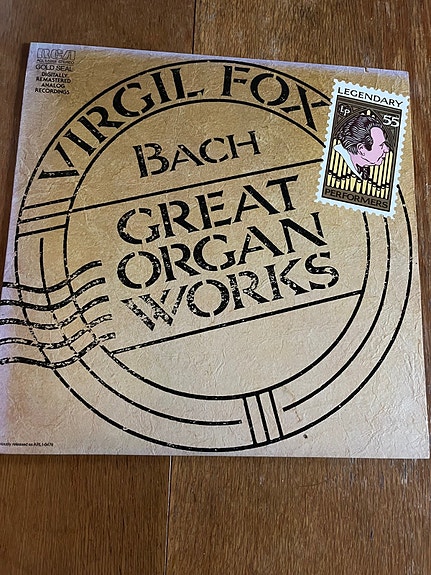 RCA
GOLD SEAL
DIGITALLY
REMASTERED
ANALOG
RECORDINGS
VIRGIL FOX
BACH
GREAT
ORGAN
WORKS
LEGENDARY
LP 55
PERFORMERS